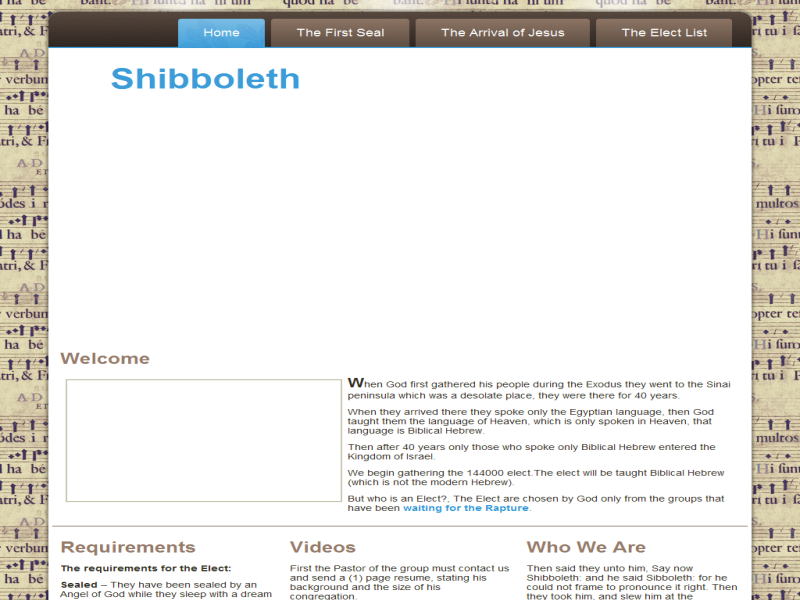 Home
The First Seal
The Arrival of Jesus
The Elect List
Shibboleth
Welcome
When God first gathered his people during the Exodus they went to the Sinai
peninsula which was a desolate place, they were there for 40 years.
When they arrived there they spoke only the Egyptian language, then God
taught them the language of Heaven, which is only spoken in Heaven, that
language is Biblical Hebrew.
Then after 40 years only those who spoke only Biblical Hebrew entered the
Kingdom of Israel.
We begin gathering the 144000 elect.The elect will be taught Biblical Hebrew
(which is not the modern Hebrew).
But who is an Elect?, The Elect are chosen by God only from the groups that
have been waiting for the Rapture.
Requirements
The requirements for the Elect:
Sealed – They have been sealed by an
Angel of God while they sleep with a dream
Videos
First the Pastor of the group must contact us
and send a (1) page resume, stating his
background and the size of his
congregation.
Who We Are
Then said they unto him, Say now
Shibboleth: and he said Sibboleth: for he
could not frame to pronounce it right. Then
they took him, and slew him at the